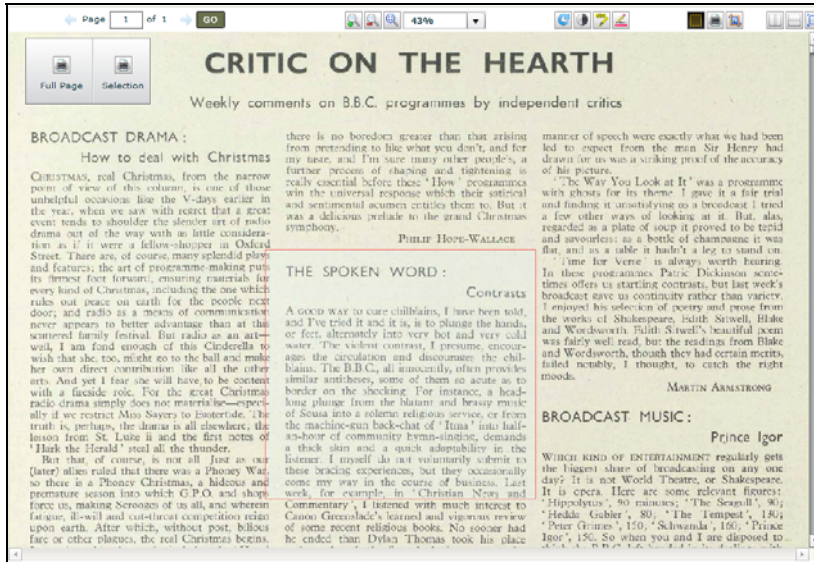 Page 1 of 1 GO 43%
Full Page Selection
CRITIC ON THE HEARTH
Weekly comments on B.B.C. programmes by independent critics
BROADCAST DRAMA :
How to deal with Christmas
CHRISTMAS, real Christmas, from the narrow
point of view of this column, is one of those
unhelpful occasions like the V-days earlier in
the year, when we saw with regret that a great
event tends to shoulder the slender art of radio
drama out of the way with as little considera-
tion as if it were a fellow-shopper in Oxford
Street. There are, of course, many splendid plays
and features; the art of programme-making puts
its firmest foot forward, ensuring materials for
every kind of Christmas, including the one which
rules out peace on earth for the people next
door; and radio as a means of communication
never appears to better advantage than at this
scattered family festival. But radio as an art—
well, I am fond enough of this Cinderella to
wish that she, too, might go to the ball and make
her own direct contribution like all the other
arts. And yet I fear she will have to be content
with a fireside role. For the great Christmas
radio drama simply does not materialise—especi-
ally if we restrict Miss Sayers to Eastertide. The
truth is, perhaps, the drama is all elsewhere; the
lesson from St. Luke ii and the first notes of
'Hark the Herald' steal all the thunder.
But that, of course, is not all. Just as our
(later) allies ruled that there was a Phoney War,
so there is a Phoney Christmas, a hideous and
premature season into which G.P.O. and shops
force us, making Scrooges of us all, and wherein
fatigue, ill-will and cut-throat competition reign
upon earth. After which, without post, bilious
fare or other plagues, the real Christmas begins.
there is no boredom greater than that arising
from pretending to like what you don't, and for
my taste, and I'm sure many other people's, a
further process of shaping and tightening is
really essential before these 'How' programmes
win the universal response which their satirical
and sentimental acumen entitles them to. But it
was a delicious prelude to the grand Christmas
symphony.
PHILIP HOPE-WALLACE
THE SPOKEN WORD :
Contrasts
A GOOD WAY to cure chilblains, I have been told,
and I've tried it and it is, is to plunge the hands,
or feet, alternately into very hot and very cold
water. The violent contrast, I presume, encour-
ages the circulation and discourages the chil-
blains. The B.B.C., all innocently, often provides
similar antitheses, some of them so acute as to
border on the shocking. For instance, a head-
long plunge from the blatant and brassy music
of Sousa into a solemn religious service, or from
the machine-gun back-chat of 'Itma' into half-
an-hour of community hymn-singing, demands
a thick skin and a quick adaptability in the
listener. I myself do not voluntarily submit to
these bracing experiences, but they occasionally
come my way in the course of business. Last
week, for example, in 'Christian News and
Commentary', I listened with much interest to
Canon Greenslade's learned and vigorous review
of some recent religious books. No sooner had
he ended than Dylan Thomas took his place
manner of speech were exactly what we had been
led to expect from the man Sir Henry had
drawn for us was a striking proof of the accuracy
of his picture.
'The Way You Look at It' was a programme
with ghosts for its theme. I gave it a fair trial
and finding it unsatisfying as a broadcast I tried
a few other ways of looking at it. But, alas,
regarded as a plate of soup it proved to be tepid
and savourless: as a bottle of champagne it was
flat, and as a table it hadn't a leg to stand on.
'Time for Verse' is always worth hearing.
In these programmes Patric Dickinson some-
times offers us startling contrasts, but last week's
broadcast gave us continuity rather than variety.
I enjoyed his selection of poetry and prose from
the works of Shakespeare, Edith Sitwell, Blake
and Wordsworth. Edith Sitwell's beautiful poem
was fairly well read, but the readings from Blake
and Wordsworth, though they had certain merits,
failed notably, I thought, to catch the right
moods.
MARTIN ARMSTRONG
BROADCAST MUSIC :
Prince Igor
WHICH KIND OF ENTERTAINMENT regularly gets
the biggest share of broadcasting on any one
day? It is not World Theatre, or Shakespeare.
It is opera. Here are some relevant figures:
'Hippolytus', 90 minutes; 'The Seagull', 90;
'Hedda Gabler', 80; 'The Tempest', 130;
'Peter Grimes', 150; 'Schwanda', 160; 'Prince
Igor', 150. So when you and I are disposed to